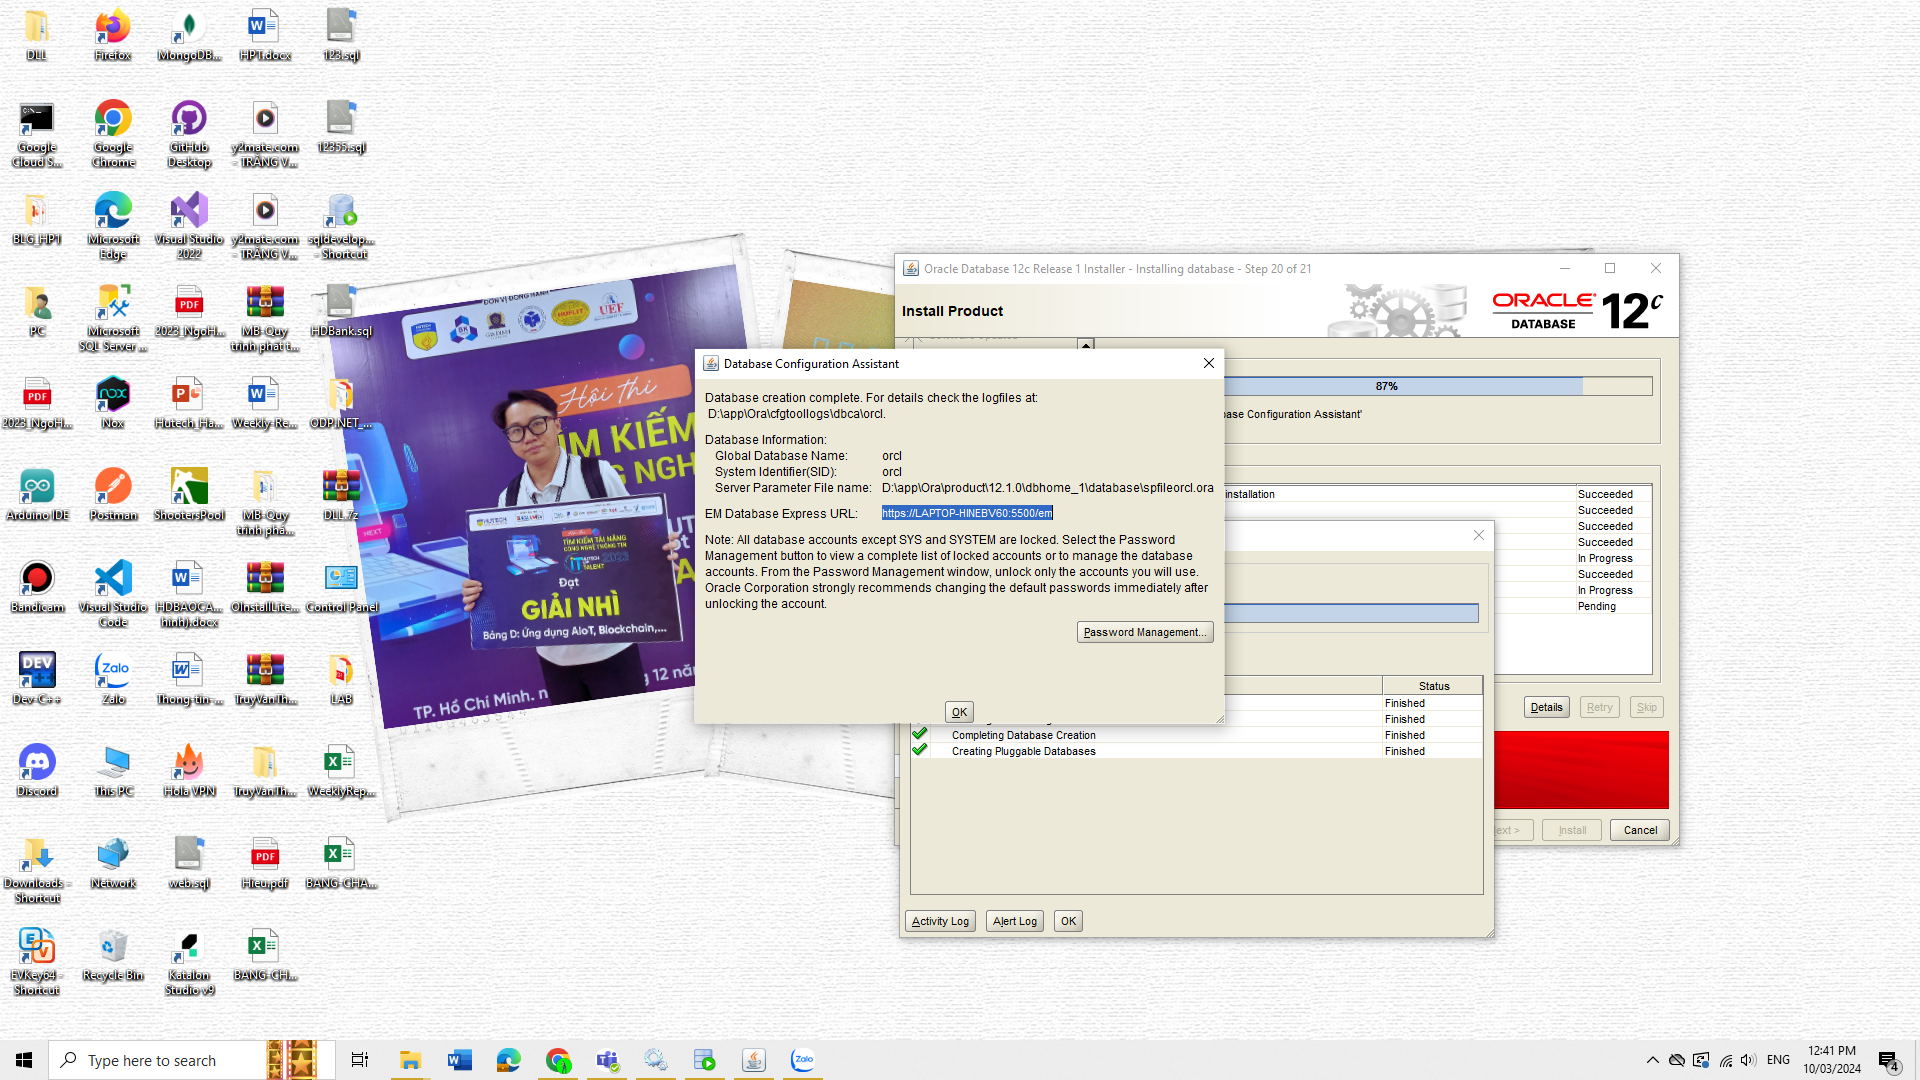 DLL
Firefox
MongoDB...
HPT.docx
123.sql
Google Cloud S...
Google Chrome
GitHub Desktop
y2mate.com - TRĂNG V...
12355.sql
BLG_HPT
Microsoft Edge
Visual Studio 2022
y2mate.com - TRĂNG V...
sqldevelop... - Shortcut
PC
Microsoft SQL Server ...
2023_NgoH...
MB-Quy trình phát t...
HDBank.sql
2023_NgoH...
Nox
Hutech_Ha...
Weekly-Re...
ODP.NET_...
Arduino IDE
Postman
ShootersPool
MB-Quy trình phá...
DLL.7z
Bandicam
Visual Studio Code
HDBAOCA... hinh).docx
OInstallLite...
Control Panel
Dev-C++
Zalo
Thong-tin-...
TruyVanTh...
LAB
Discord
This PC
Hola VPN
TruyVanTh...
WeeklyRep...
Downloads - Shortcut
Network
web.sql
Hieu.pdf
BANG-CHA...
EVKey64 - Shortcut
Recycle Bin
Katalon Studio v9
BANG-CH...
ĐƠN VỊ ĐỒNG HÀNH
Hội thi
TÌM KIẾM
Đạt
GIẢI NHÌ
Bảng D: Ứng dụng AIoT, Blockchain,...
TP. Hồ Chí Minh.
12 nă
Oracle Database 12c Release 1 Installer - Installing database - Step 20 of 21
Install Product
ORACLE
DATABASE
12c
87%
base Configuration Assistant'
installation
Succeeded
Succeeded
Succeeded
Succeeded
In Progress
Succeeded
In Progress
Pending
Details
Retry
Skip
ext >
Install
Cancel
Database Configuration Assistant
Database creation complete. For details check the logfiles at:
D:\app\Ora\cfgtoollogs\dbca\orcl.
Database Information:
Global Database Name: orcl
System Identifier(SID): orcl
Server Parameter File name: D:\app\Ora\product\12.1.0\dbhome_1\database\spfileorcl.ora
EM Database Express URL: https://LAPTOP-HINEBV60:5500/em
Note: All database accounts except SYS and SYSTEM are locked. Select the Password
Management button to view a complete list of locked accounts or to manage the database
accounts. From the Password Management window, unlock only the accounts you will use.
Oracle Corporation strongly recommends changing the default passwords immediately after
unlocking the account.
Password Management...
OK
Status
Finished
Finished
Completing Database Creation Finished
Creating Pluggable Databases Finished
Activity Log
Alert Log
OK
Type here to search
ENG
12:41 PM
10/03/2024
4